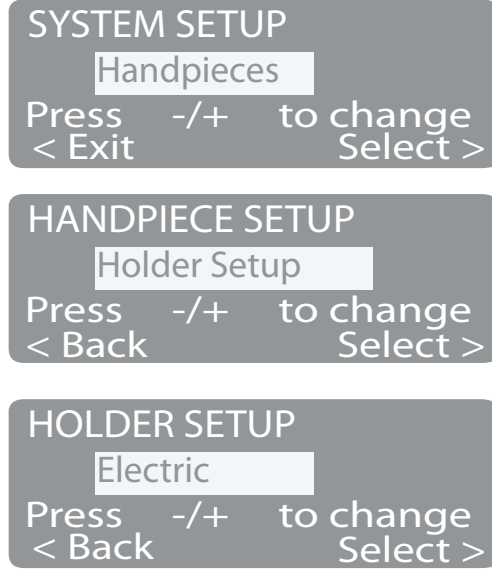 SYSTEM SETUP
Handpieces
Press -/+ to change
< Exit Select >
HANDPIECE SETUP
Holder Setup
Press -/+ to change
< Back Select >
HOLDER SETUP
Electric
Press -/+ to change
< Back Select >